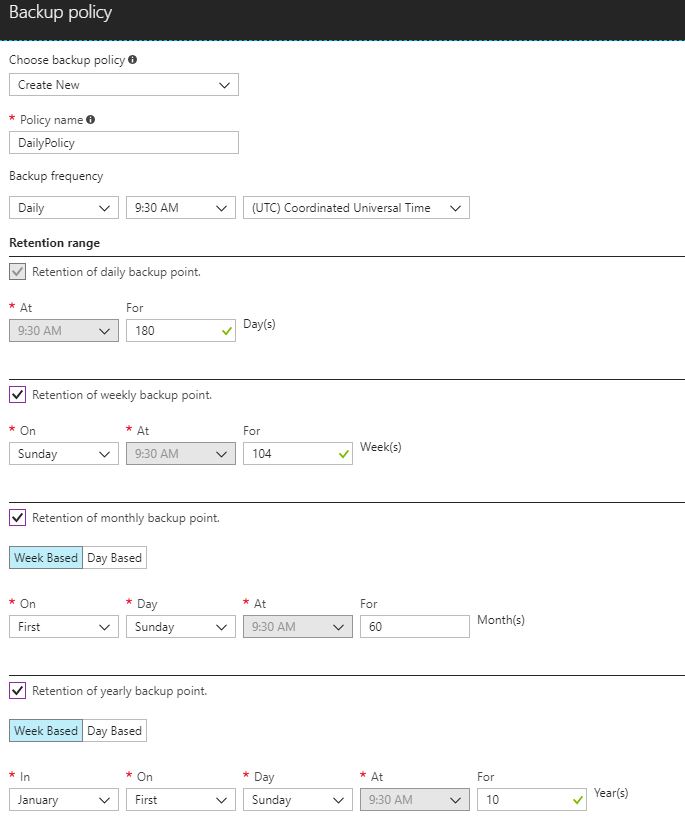 Backup policy
Choose backup policy
Create New
* Policy name
DailyPolicy
Backup frequency
Daily 9:30 AM (UTC) Coordinated Universal Time
Retention range
Retention of daily backup point.
* At For
9:30 AM 180 Day(s)
Retention of weekly backup point.
* On * At For
Sunday 9:30 AM 104 Week(s)
Retention of monthly backup point.
Week Based Day Based
* On * Day * At For
First Sunday 9:30 AM 60 Month(s)
Retention of yearly backup point.
Week Based Day Based
* In * On * Day * At For
January First Sunday 9:30 AM 10 Year(s)